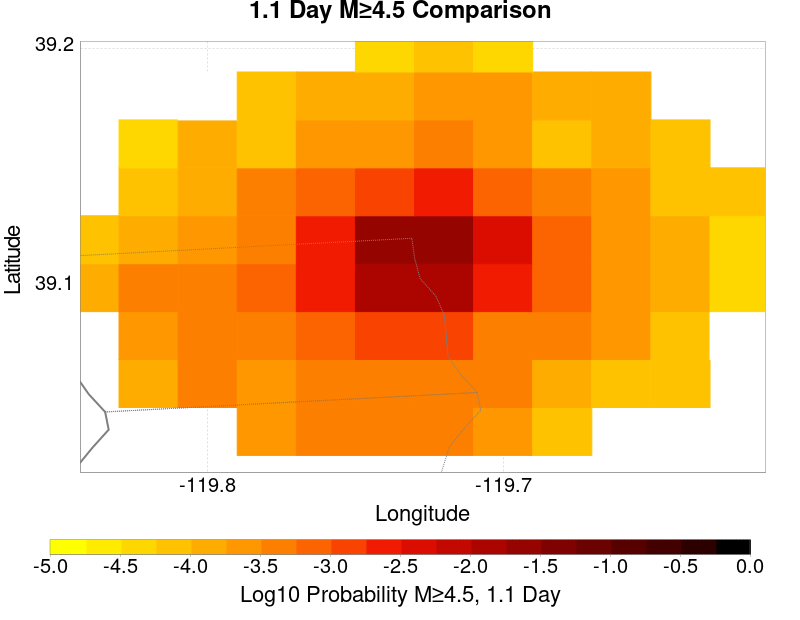 1.1 Day M≥4.5 Comparison
39.2
39.1
Latitude
-119.8 -119.7
Longitude
-5.0 -4.5 -4.0 -3.5 -3.0 -2.5 -2.0 -1.5 -1.0 -0.5 0.0
Log10 Probability M≥4.5, 1.1 Day